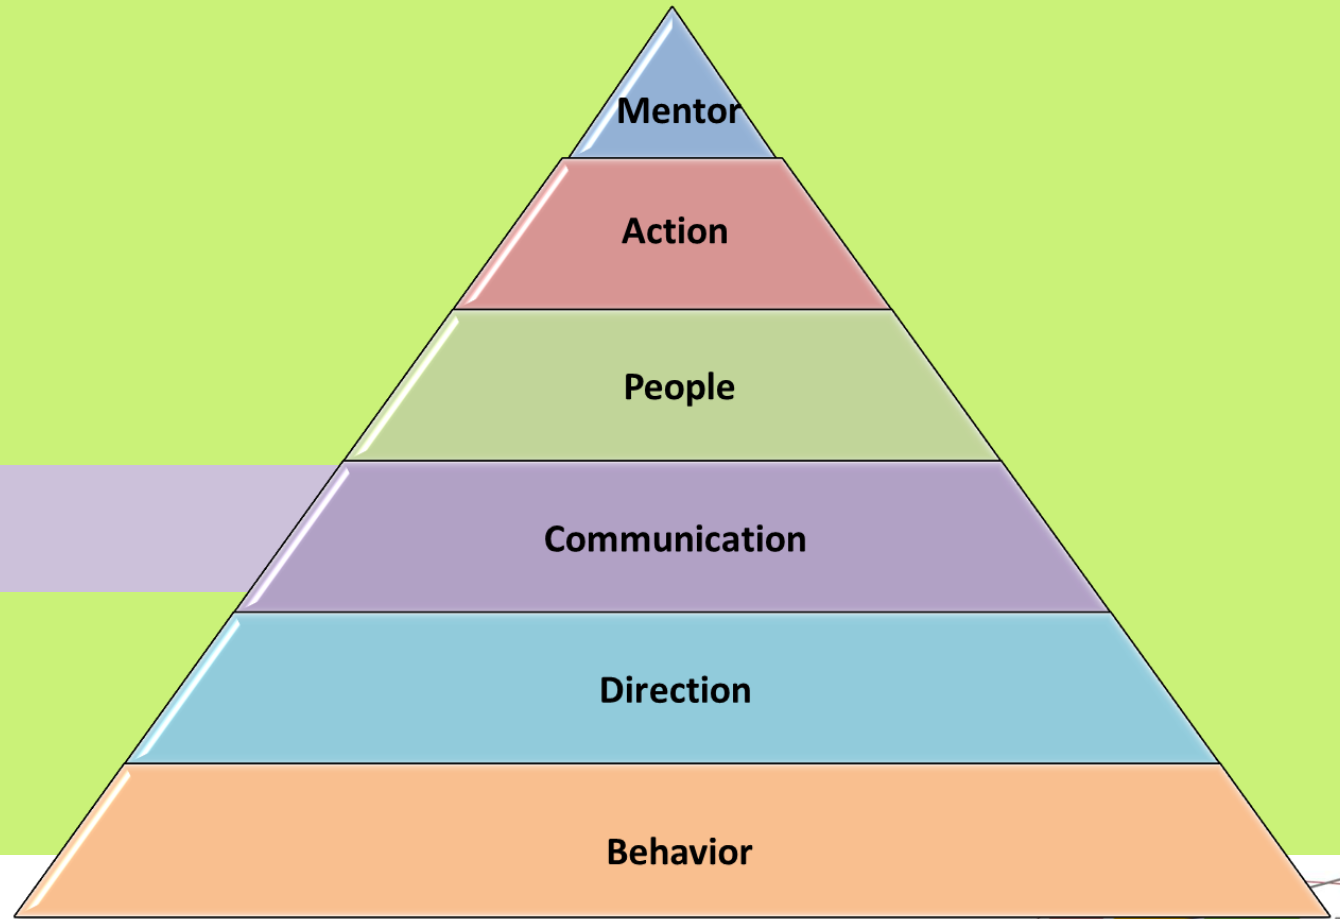 Mentor
Action
People
Communication
Direction
Behavior